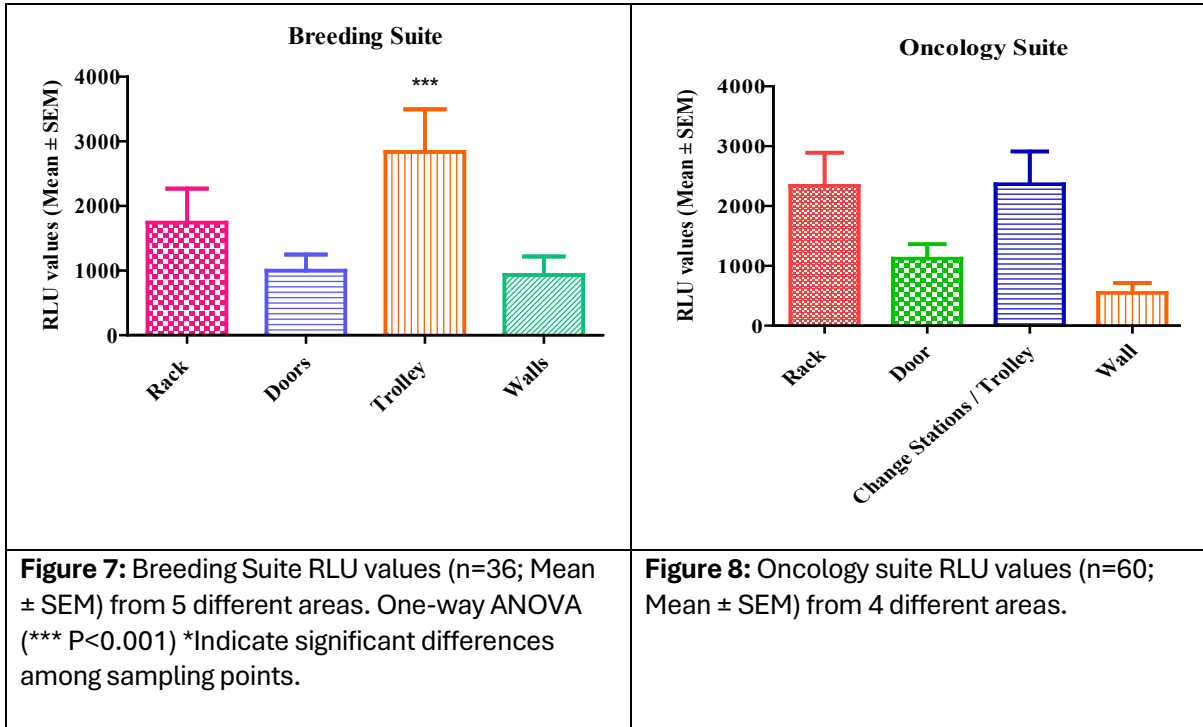 Breeding Suite
RLU values (Mean ± SEM)
4000
3000
2000
1000
0
***
Rack
Doors
Trolley
Walls
Oncology Suite
RLU values (Mean ± SEM)
4000
3000
2000
1000
0
Rack
Door
Change Stations / Trolley
Wall
Figure 7: Breeding Suite RLU values (n=36; Mean
± SEM) from 5 different areas. One-way ANOVA
(*** P<0.001) *Indicate significant differences
among sampling points.
Figure 8: Oncology suite RLU values (n=60;
Mean ± SEM) from 4 different areas.